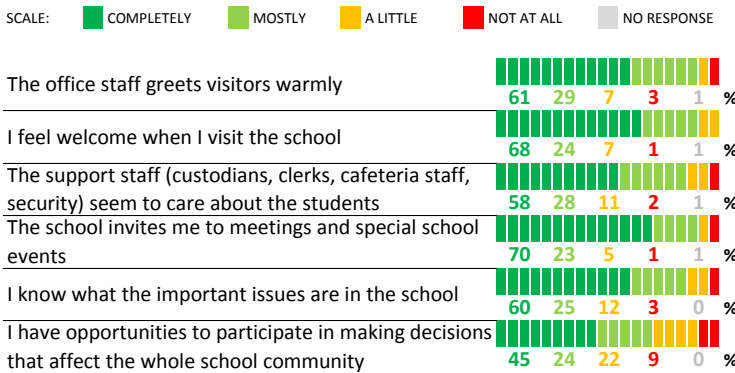 SCALE: COMPLETELY MOSTLY A LITTLE NOT AT ALL NO RESPONSE
The office staff greets visitors warmly
61 29 7 3 1 %
I feel welcome when I visit the school
68 24 7 1 1 %
The support staff (custodians, clerks, cafeteria staff,
security) seem to care about the students
58 28 11 2 1 %
The school invites me to meetings and special school
events
70 23 5 1 1 %
I know what the important issues are in the school
60 25 12 3 0 %
I have opportunities to participate in making decisions
that affect the whole school community
45 24 22 9 0 %